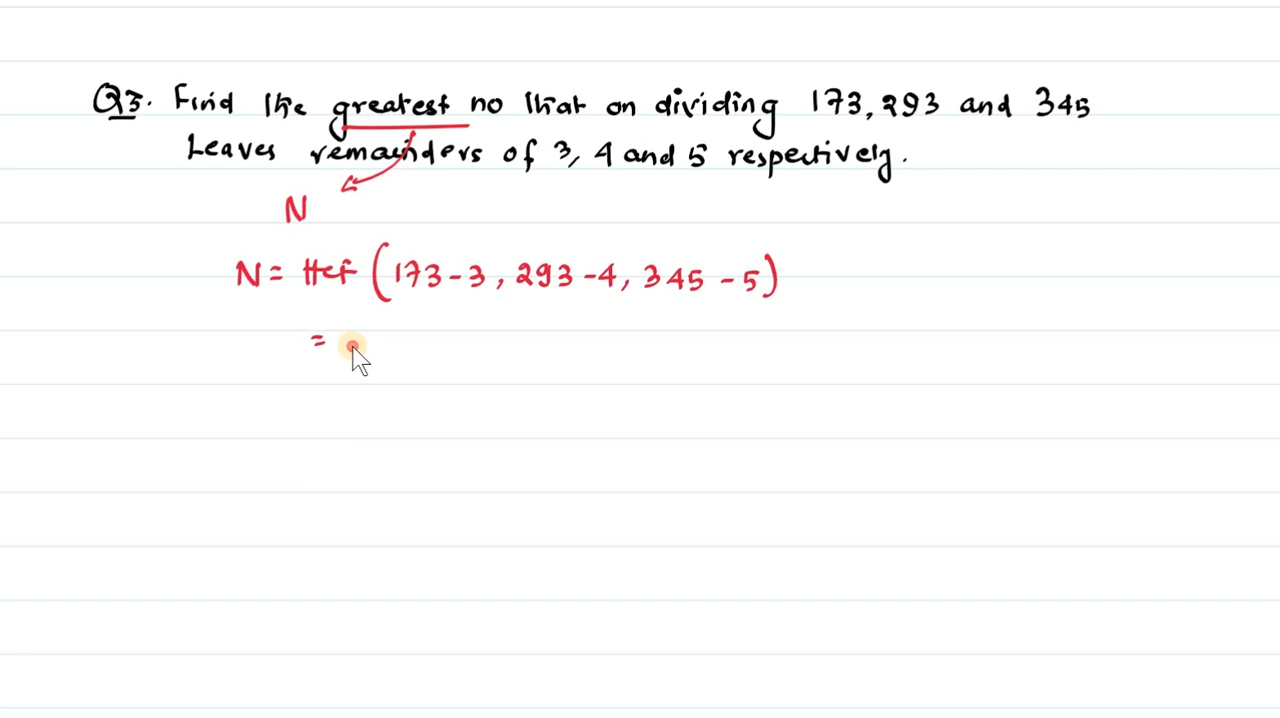 Q3. Find the greatest no that on dividing 173, 293 and 345
Leaves remainders of 3, 4 and 5 respectively.
N
N = Hcf (173 - 3, 293 - 4, 345 - 5)
=